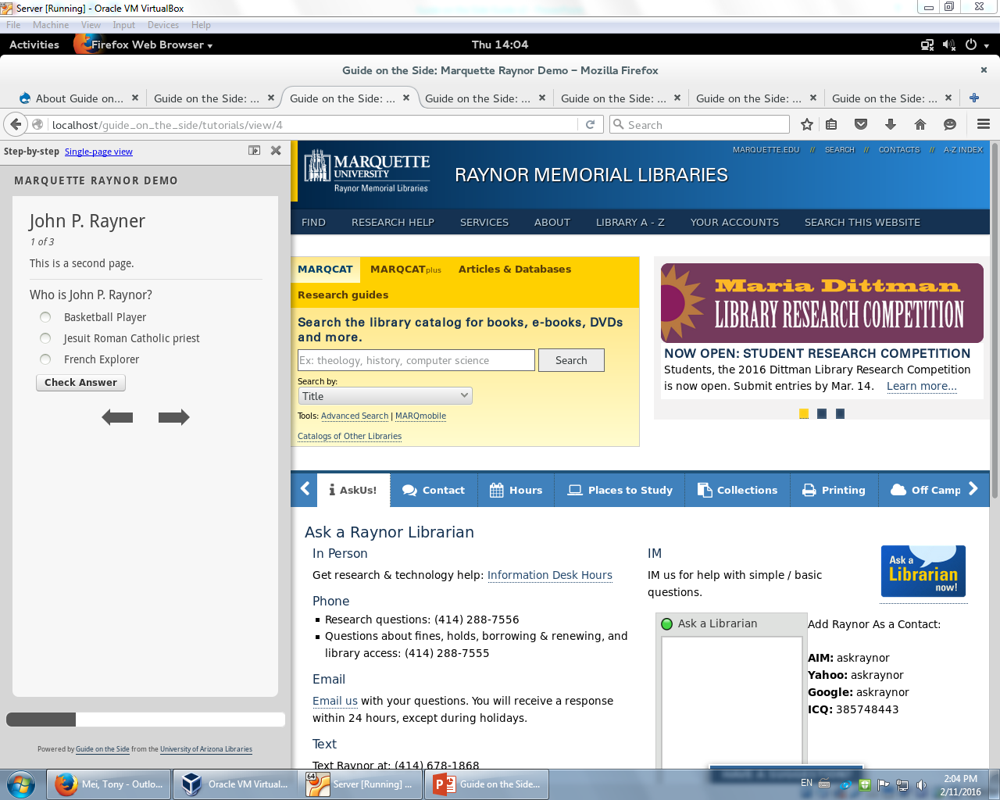 Server [Running] - Oracle VM VirtualBox
File Machine View Input Devices Help
Activities Firefox Web Browser Thu 14:04
Guide on the Side: Marquette Raynor Demo – Mozilla Firefox
About Guide on... Guide on the Side: ... Guide on the Side: ... Guide on the Side: ... Guide on the Side: ... Guide on the Side: ... Guide on the Side: ...
localhost/guide_on_the_side/tutorials/view/4 Search
Step-by-step Single-page view
MARQUETTE RAYNOR DEMO
John P. Rayner
1 of 3
This is a second page.
Who is John P. Raynor?
Basketball Player
Jesuit Roman Catholic priest
French Explorer
Check Answer
Powered by Guide on the Side from the University of Arizona Libraries
MARQUETTE.EDU // SEARCH // CONTACTS // A-Z INDEX
MARQUETTE
UNIVERSITY
Raynor Memorial Libraries
RAYNOR MEMORIAL LIBRARIES
FIND RESEARCH HELP SERVICES ABOUT LIBRARY A - Z YOUR ACCOUNTS SEARCH THIS WEBSITE
MARQCAT MARQCATplus Articles & Databases
Research guides
Search the library catalog for books, e-books, DVDs
and more.
Ex: theology, history, computer science Search
Search by:
Title
Tools: Advanced Search | MARQmobile
Catalogs of Other Libraries
Maria Dittman
LIBRARY RESEARCH COMPETITION
NOW OPEN: STUDENT RESEARCH COMPETITION
Students, the 2016 Dittman Library Research Competition
is now open. Submit entries by Mar. 14. Learn more...
AskUs! Contact Hours Places to Study Collections Printing Off Camp
Ask a Raynor Librarian
In Person
Get research & technology help: Information Desk Hours
Phone
Research questions: (414) 288-7556
Questions about fines, holds, borrowing & renewing, and
library access: (414) 288-7555
Email
Email us with your questions. You will receive a response
within 24 hours, except during holidays.
Text
Text Raynor at: (414) 678-1868
IM
IM us for help with simple / basic
questions.
Ask a
Librarian
now!
Ask a Librarian
Add Raynor As a Contact:
AIM: askraynor
Yahoo: askraynor
Google: askraynor
ICQ: 385748443
Mei, Tony - Outlo... Oracle VM Virtual... 64 Server [Running] ... Guide on the Side... EN 2:04 PM
2/11/2016